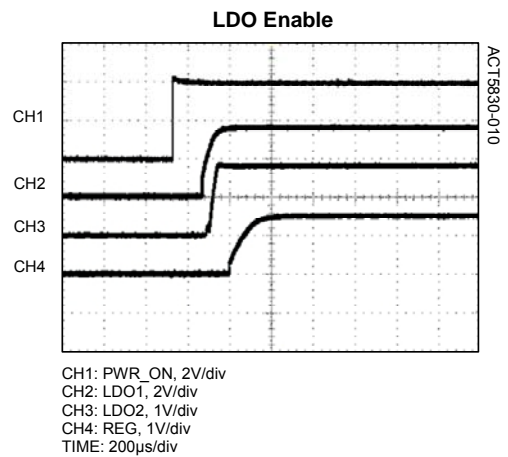 LDO Enable
ACT5830-010
CH1
CH2
CH3
CH4
CH1: PWR_ON, 2V/div
CH2: LDO1, 2V/div
CH3: LDO2, 1V/div
CH4: REG, 1V/div
TIME: 200µs/div